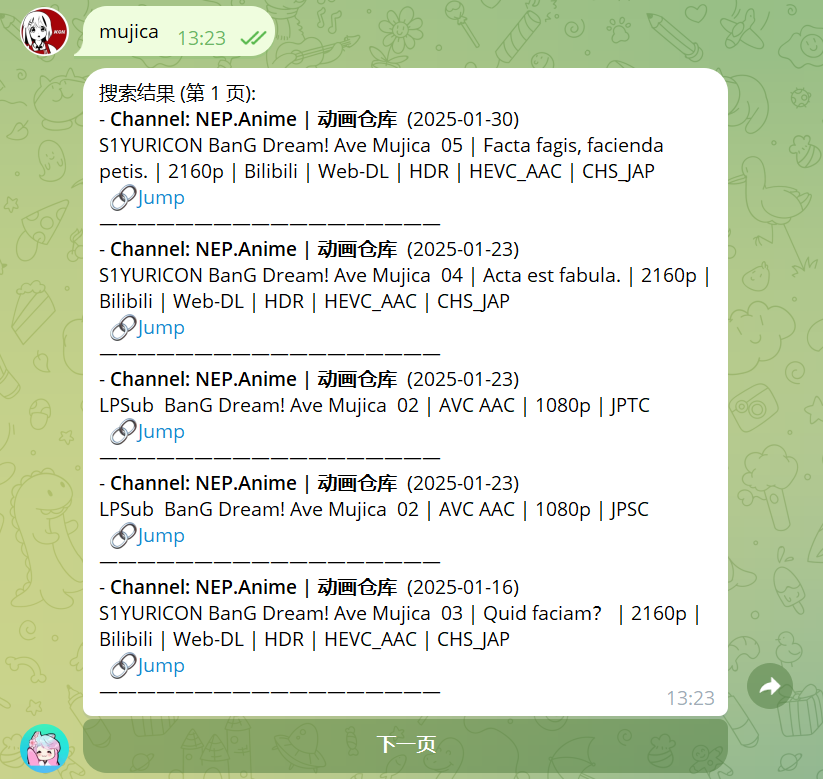 mujica 13:23
搜索结果 (第 1 页):
- Channel: NEP.Anime | 动画仓库 (2025-01-30)
S1YURICON BanG Dream! Ave Mujica 05 | Facta fagis, facienda
petis. | 2160p | Bilibili | Web-DL | HDR | HEVC_AAC | CHS_JAP
🔗Jump
——————————————————
- Channel: NEP.Anime | 动画仓库 (2025-01-23)
S1YURICON BanG Dream! Ave Mujica 04 | Acta est fabula. | 2160p |
Bilibili | Web-DL | HDR | HEVC_AAC | CHS_JAP
🔗Jump
——————————————————
- Channel: NEP.Anime | 动画仓库 (2025-01-23)
LPSub BanG Dream! Ave Mujica 02 | AVC AAC | 1080p | JPTC
🔗Jump
——————————————————
- Channel: NEP.Anime | 动画仓库 (2025-01-23)
LPSub BanG Dream! Ave Mujica 02 | AVC AAC | 1080p | JPSC
🔗Jump
——————————————————
- Channel: NEP.Anime | 动画仓库 (2025-01-16)
S1YURICON BanG Dream! Ave Mujica 03 | Quid faciam? | 2160p |
Bilibili | Web-DL | HDR | HEVC_AAC | CHS_JAP
🔗Jump
——————————————————
13:23
下一页